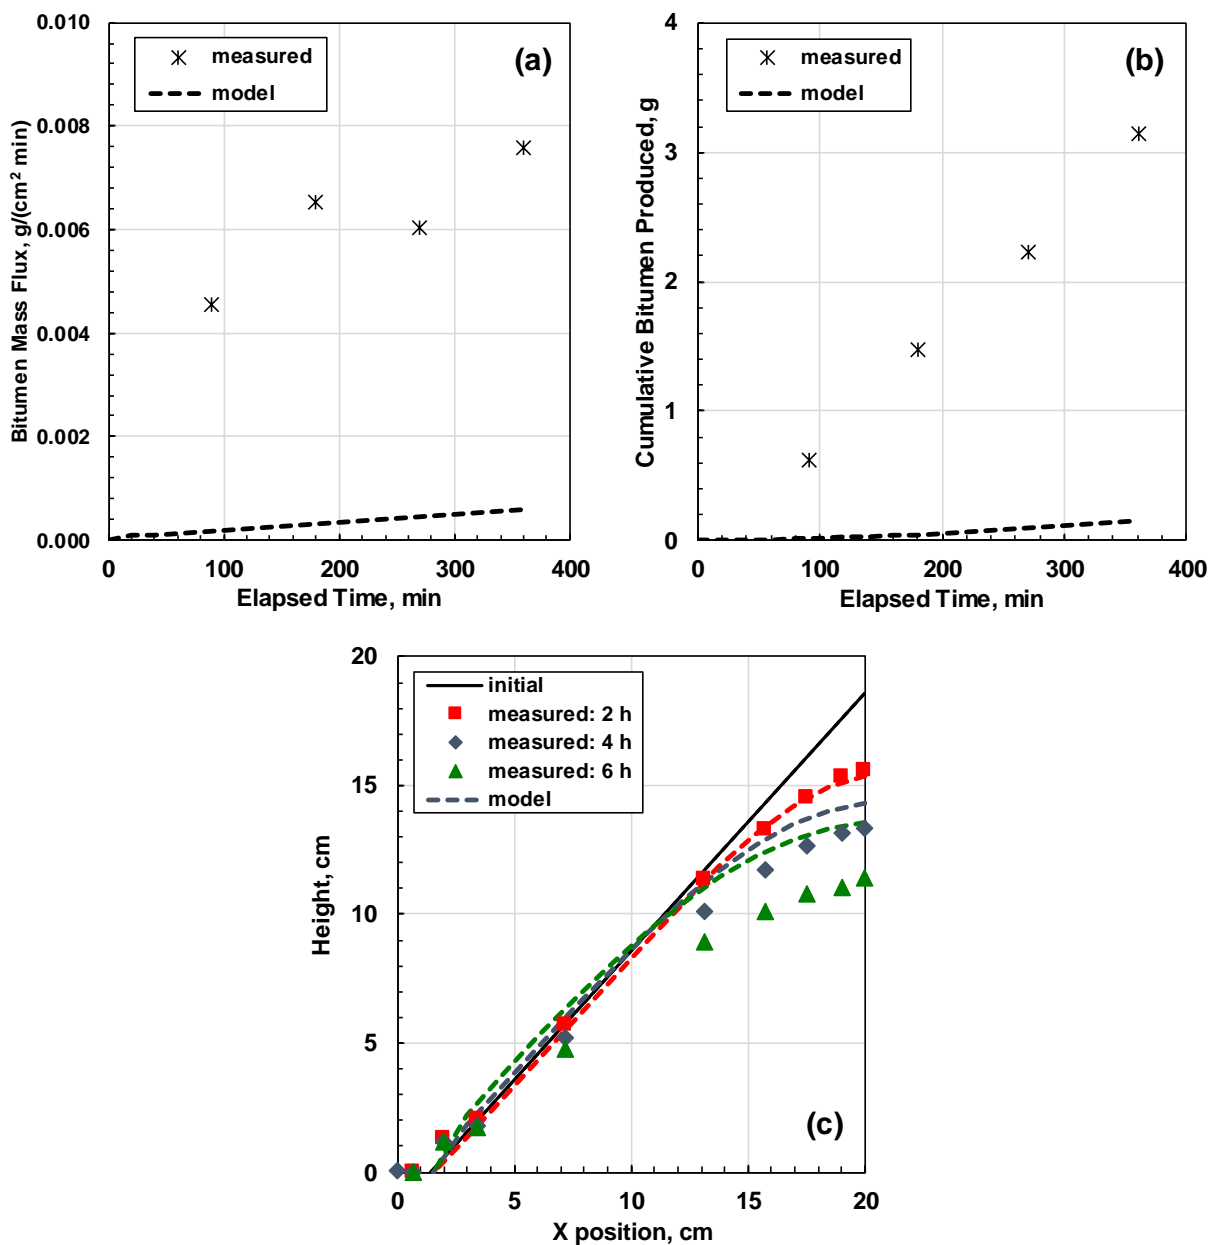 (a)
measured
model
0.010
0.008
0.006
0.004
0.002
0.000
0
100
200
300
400
Bitumen Mass Flux, g/(cm² min)
Elapsed Time, min
(b)
measured
model
4
3
2
1
0
0
100
200
300
400
Cumulative Bitumen Produced, g
Elapsed Time, min
initial
measured: 2 h
measured: 4 h
measured: 6 h
model
(c)
20
15
10
5
0
0
5
10
15
20
Height, cm
X position, cm